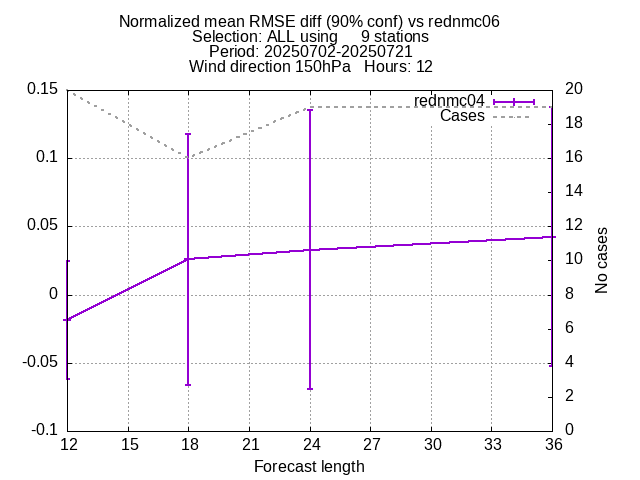 Normalized mean RMSE diff (90% conf) vs rednmc06
Selection: ALL using     9 stations
Period: 20250702-20250721
Wind direction 150hPa   Hours: 12
rednmc04
Cases
0.15
0.1
0.05
0
-0.05
-0.1
20
18
16
14
12
10
8
6
4
2
0
No cases
12 15 18 21 24 27 30 33 36
Forecast length